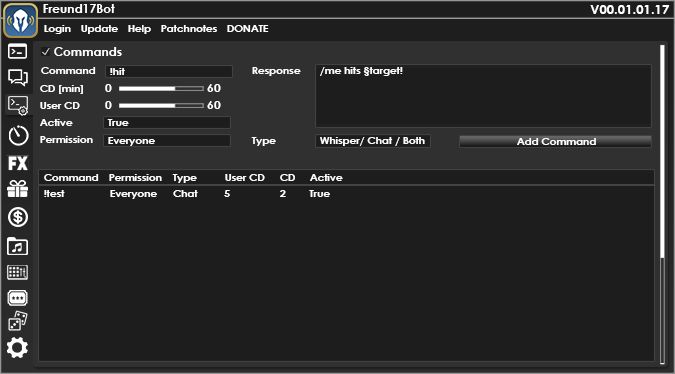 Freund17Bot V00.01.01.17
Login Update Help Patchnotes DONATE
✓ Commands
Command !hit Response /me hits §target!
CD [min] 0 60
User CD 0 60
Active True
Permission Everyone Type Whisper/ Chat / Both Add Command
Command Permission Type User CD CD Active
!test Everyone Chat 5 2 True
FX